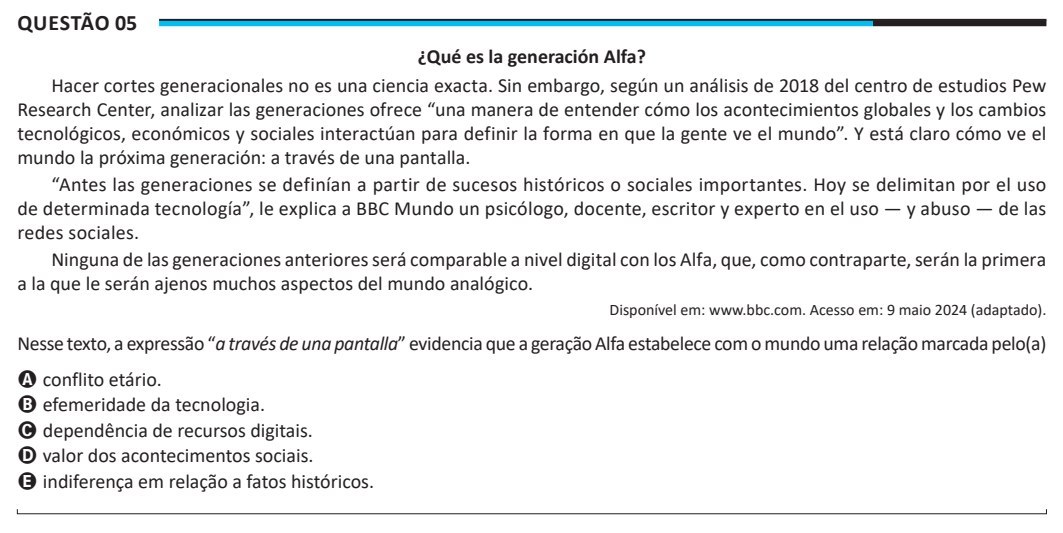 QUESTÃO 05
¿Qué es la generación Alfa?
Hacer cortes generacionales no es una ciencia exacta. Sin embargo, según un análisis de 2018 del centro de estudios Pew
Research Center, analizar las generaciones ofrece “una manera de entender cómo los acontecimientos globales y los cambios
tecnológicos, económicos y sociales interactúan para definir la forma en que la gente ve el mundo”. Y está claro cómo ve el
mundo la próxima generación: a través de una pantalla.
“Antes las generaciones se definían a partir de sucesos históricos o sociales importantes. Hoy se delimitan por el uso
de determinada tecnología”, le explica a BBC Mundo un psicólogo, docente, escritor y experto en el uso — y abuso — de las
redes sociales.
Ninguna de las generaciones anteriores será comparable a nivel digital con los Alfa, que, como contraparte, serán la primera
a la que le serán ajenos muchos aspectos del mundo analógico.
Disponível em: www.bbc.com. Acesso em: 9 maio 2024 (adaptado).
Nesse texto, a expressão “a través de una pantalla” evidencia que a geração Alfa estabelece com o mundo uma relação marcada pelo(a)
A conflito etário.
B efemeridade da tecnologia.
C dependência de recursos digitais.
D valor dos acontecimentos sociais.
E indiferença em relação a fatos históricos.